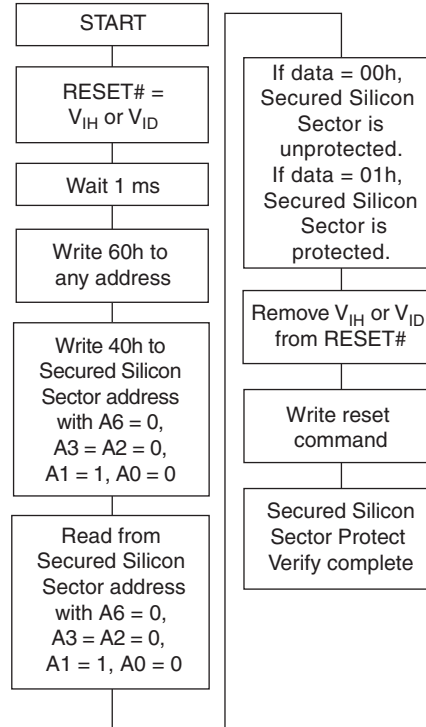 START
RESET# =
V_IH or V_ID
Wait 1 ms
Write 60h to
any address
Write 40h to
Secured Silicon
Sector address
with A6 = 0,
A3 = A2 = 0,
A1 = 1, A0 = 0
Read from
Secured Silicon
Sector address
with A6 = 0,
A3 = A2 = 0,
A1 = 1, A0 = 0
If data = 00h,
Secured Silicon
Sector is
unprotected.
If data = 01h,
Secured Silicon
Sector is
protected.
Remove V_IH or V_ID
from RESET#
Write reset
command
Secured Silicon
Sector Protect
Verify complete